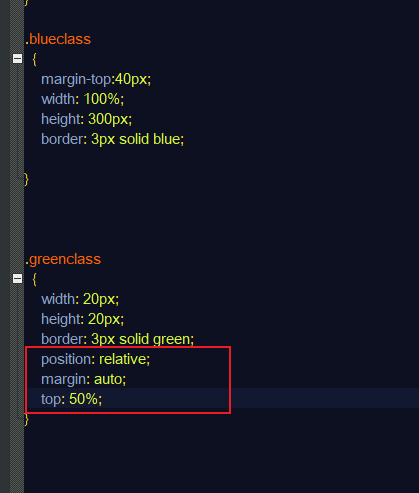 }
.blueclass
{
margin-top:40px;
width: 100%;
height: 300px;
border: 3px solid blue;
}
.greenclass
{
width: 20px;
height: 20px;
border: 3px solid green;
position: relative;
margin: auto;
top: 50%;
}